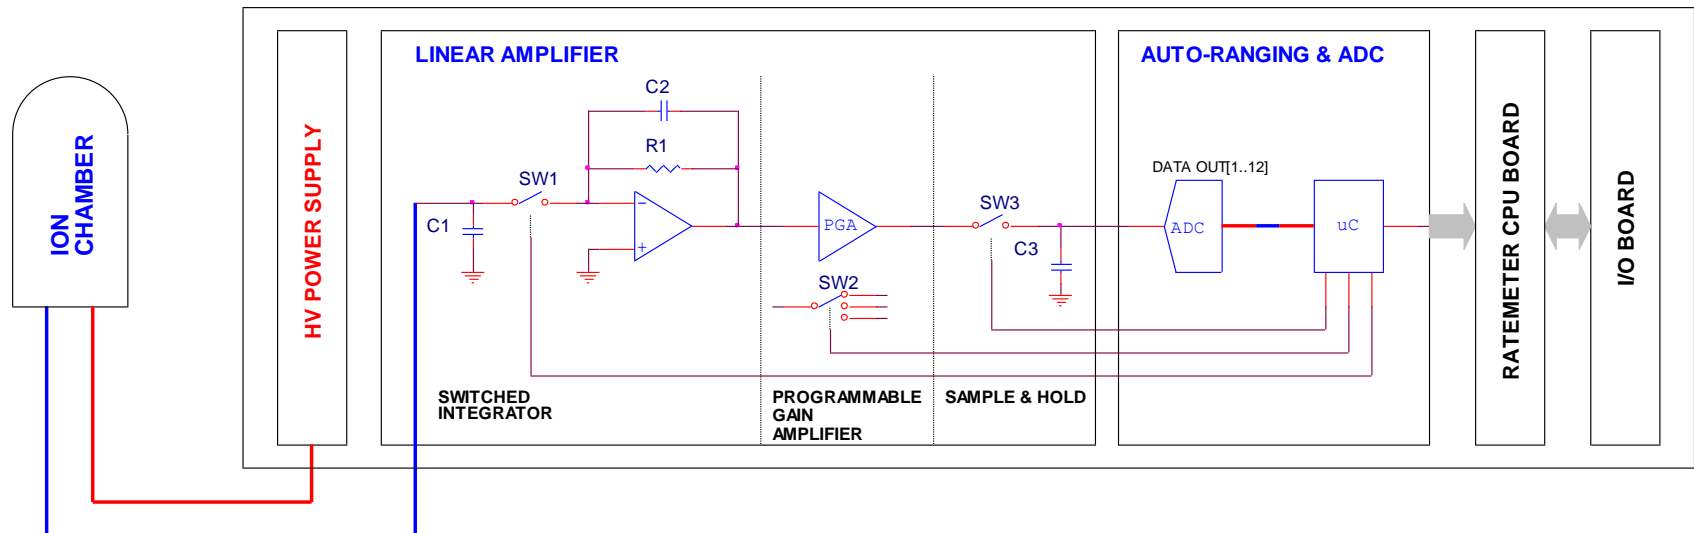 LINEAR AMPLIFIER
AUTO-RANGING & ADC
ION
CHAMBER
HV POWER SUPPLY
C2
R1
SW1
C1
−
+
PGA
SW2
SW3
C3
DATA OUT[1..12]
ADC
uC
RATEMETER CPU BOARD
I/O BOARD
SWITCHED
INTEGRATOR
PROGRAMMABLE
GAIN
AMPLIFIER
SAMPLE & HOLD